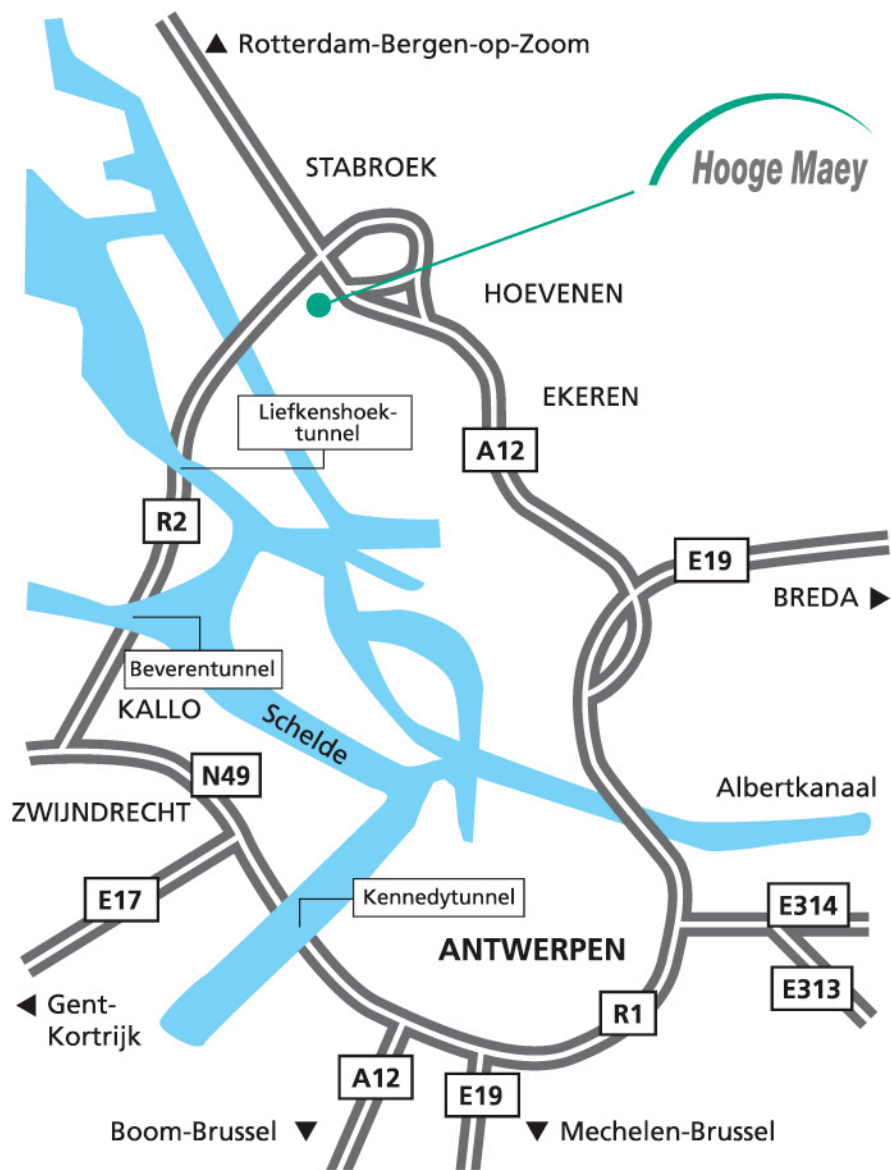 Rotterdam-Bergen-op-Zoom
Hooge Maey
STABROEK
HOEVENEN
EKEREN
Liefkenshoek-
tunnel
A12
R2
E19
BREDA
Beverentunnel
KALLO
Schelde
N49
Albertkanaal
ZWIJNDRECHT
E17
Kennedytunnel
E314
ANTWERPEN
E313
Gent-
Kortrijk
R1
A12
E19
Boom-Brussel
Mechelen-Brussel